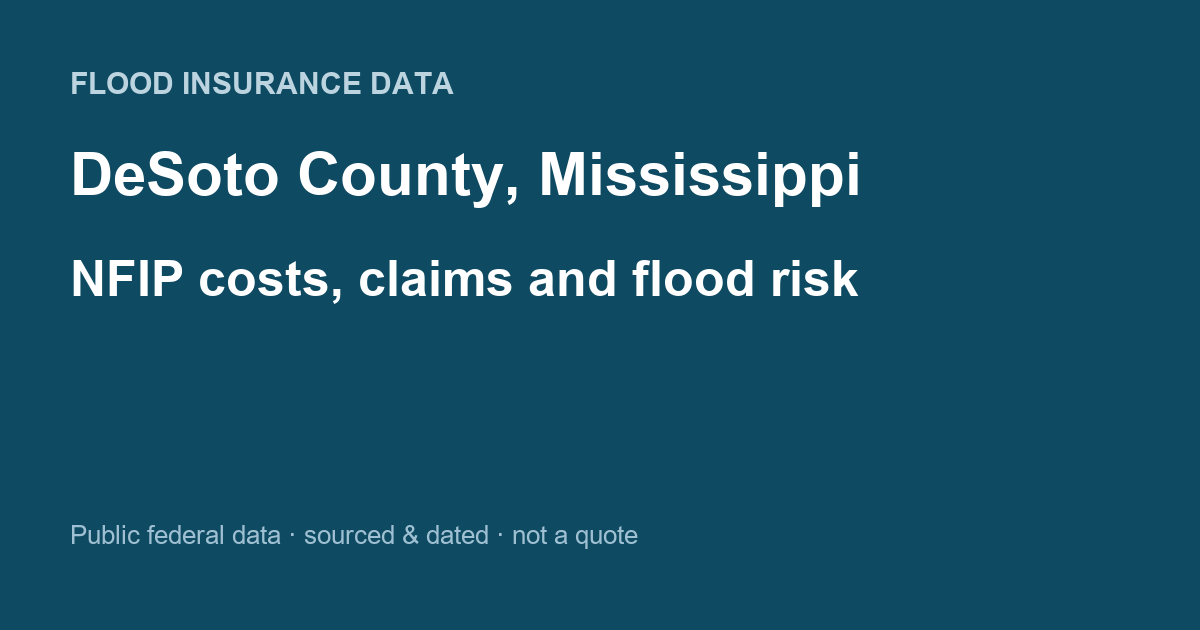 FLOOD INSURANCE DATA
DeSoto County, Mississippi
NFIP costs, claims and flood risk
Public federal data · sourced & dated · not a quote